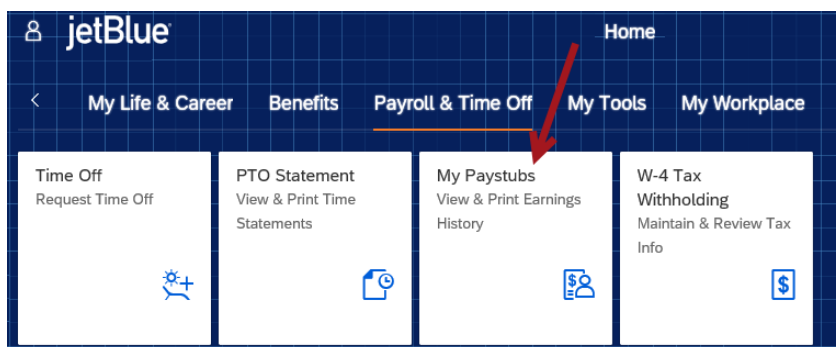 jetBlue
Home
My Life & Career
Benefits
Payroll & Time Off
My Tools
My Workplace
Time Off
Request Time Off
PTO Statement
View & Print Time
Statements
My Paystubs
View & Print Earnings
History
W-4 Tax
Withholding
Maintain & Review Tax
Info
$
$